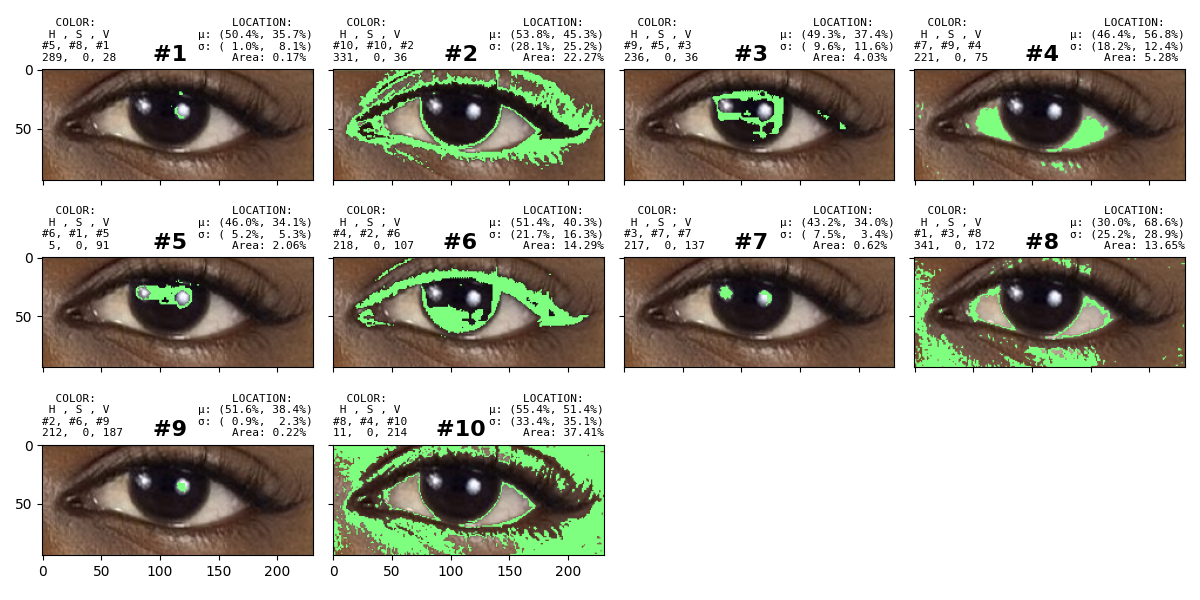 COLOR: LOCATION:
H , S , V μ: (50.4%, 35.7%)
#5, #8, #1 #1 σ: ( 1.0%, 8.1%)
289, 0, 28 Area: 0.17%
COLOR: LOCATION:
H , S , V μ: (53.8%, 45.3%)
#10, #10, #2 #2 σ: (28.1%, 25.2%)
331, 0, 36 Area: 22.27%
COLOR: LOCATION:
H , S , V μ: (49.3%, 37.4%)
#9, #5, #3 #3 σ: ( 9.6%, 11.6%)
236, 0, 36 Area: 4.03%
COLOR: LOCATION:
H , S , V μ: (46.4%, 56.8%)
#7, #9, #4 #4 σ: (18.2%, 12.4%)
221, 0, 75 Area: 5.28%
0
50
COLOR: LOCATION:
H , S , V μ: (46.0%, 34.1%)
#6, #1, #5 #5 σ: ( 5.2%, 5.3%)
5, 0, 91 Area: 2.06%
COLOR: LOCATION:
H , S , V μ: (51.4%, 40.3%)
#4, #2, #6 #6 σ: (21.7%, 16.3%)
218, 0, 107 Area: 14.29%
COLOR: LOCATION:
H , S , V μ: (43.2%, 34.0%)
#3, #7, #7 #7 σ: ( 7.5%, 3.4%)
217, 0, 137 Area: 0.62%
COLOR: LOCATION:
H , S , V μ: (30.0%, 68.6%)
#1, #3, #8 #8 σ: (25.2%, 28.9%)
341, 0, 172 Area: 13.65%
0
50
COLOR: LOCATION:
H , S , V μ: (51.6%, 38.4%)
#2, #6, #9 #9 σ: ( 0.9%, 2.3%)
212, 0, 187 Area: 0.22%
COLOR: LOCATION:
H , S , V μ: (55.4%, 51.4%)
#8, #4, #10 #10 σ: (33.4%, 35.1%)
11, 0, 214 Area: 37.41%
0
50
0 50 100 150 200
0 50 100 150 200